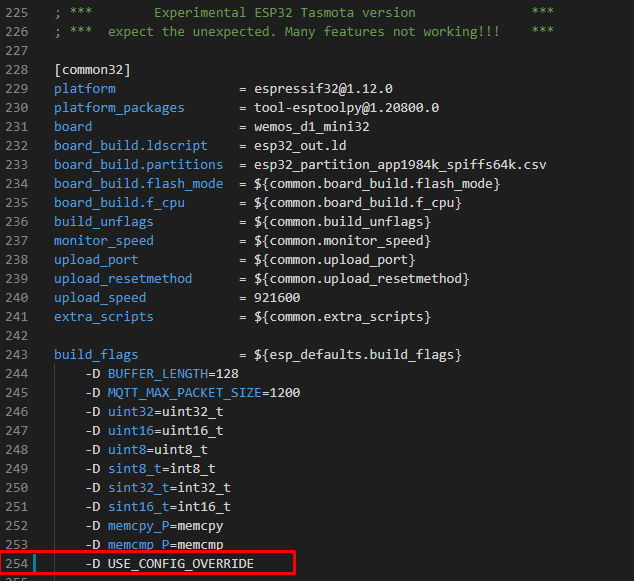 225 ; ***        Experimental ESP32 Tasmota version               ***
226 ; ***  expect the unexpected. Many features not working!!!    ***
227
228 [common32]
229 platform                = espressif32@1.12.0
230 platform_packages       = tool-esptoolpy@1.20800.0
231 board                   = wemos_d1_mini32
232 board_build.ldscript    = esp32_out.ld
233 board_build.partitions  = esp32_partition_app1984k_spiffs64k.csv
234 board_build.flash_mode  = ${common.board_build.flash_mode}
235 board_build.f_cpu       = ${common.board_build.f_cpu}
236 build_unflags           = ${common.build_unflags}
237 monitor_speed           = ${common.monitor_speed}
238 upload_port             = ${common.upload_port}
239 upload_resetmethod      = ${common.upload_resetmethod}
240 upload_speed            = 921600
241 extra_scripts           = ${common.extra_scripts}
242
243 build_flags             = ${esp_defaults.build_flags}
244     -D BUFFER_LENGTH=128
245     -D MQTT_MAX_PACKET_SIZE=1200
246     -D uint32=uint32_t
247     -D uint16=uint16_t
248     -D uint8=uint8_t
249     -D sint8_t=int8_t
250     -D sint32_t=int32_t
251     -D sint16_t=int16_t
252     -D memcpy_P=memcpy
253     -D memcmp_P=memcmp
254     -D USE_CONFIG_OVERRIDE